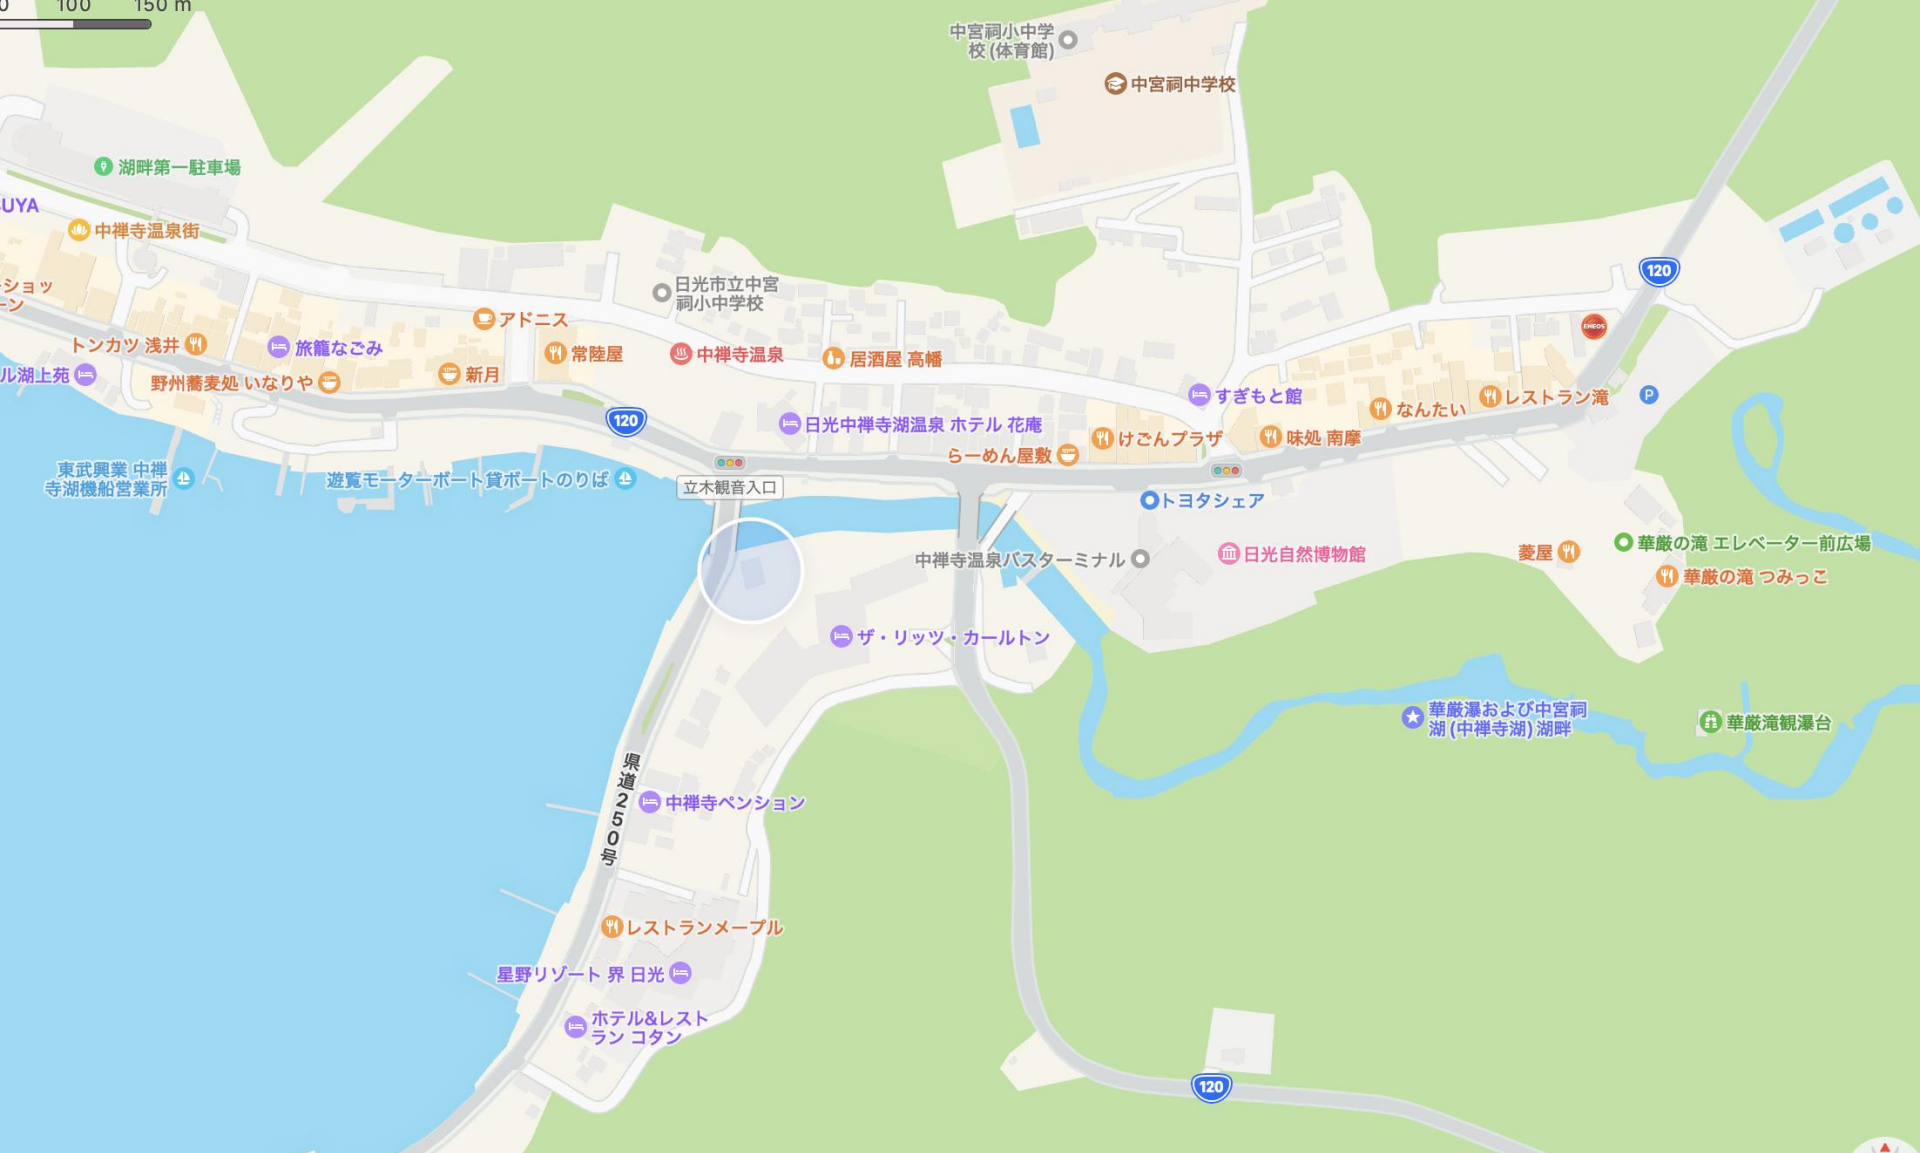 100
150 m
中宮祠小中学
校(体育館)
中宮祠中学校
湖畔第一駐車場
UYA
中禅寺温泉街
120
日光市立中宮
祠小中学校
ショッ
ーン
アドニス
ENEOS
トンカツ 浅井
旅籠なごみ
常陸屋
中禅寺温泉
居酒屋 高幡
ル湖上苑
野州蕎麦処 いなりや
新月
すぎもと館
なんたい
レストラン滝
P
120
日光中禅寺湖温泉 ホテル 花庵
けごんプラザ
味処 南摩
らーめん屋敷
東武興業 中禅
寺湖機船営業所
遊覧モーターボート貸ボートのりば
立木観音入口
トヨタシェア
中禅寺温泉バスターミナル
日光自然博物館
菱屋
華厳の滝 エレベーター前広場
華厳の滝 つみっこ
ザ・リッツ・カールトン
華厳瀑および中宮祠
湖(中禅寺湖)湖畔
華厳滝観瀑台
県道250号
中禅寺ペンション
レストランメープル
星野リゾート 界 日光
ホテル&レスト
ラン コタン
120